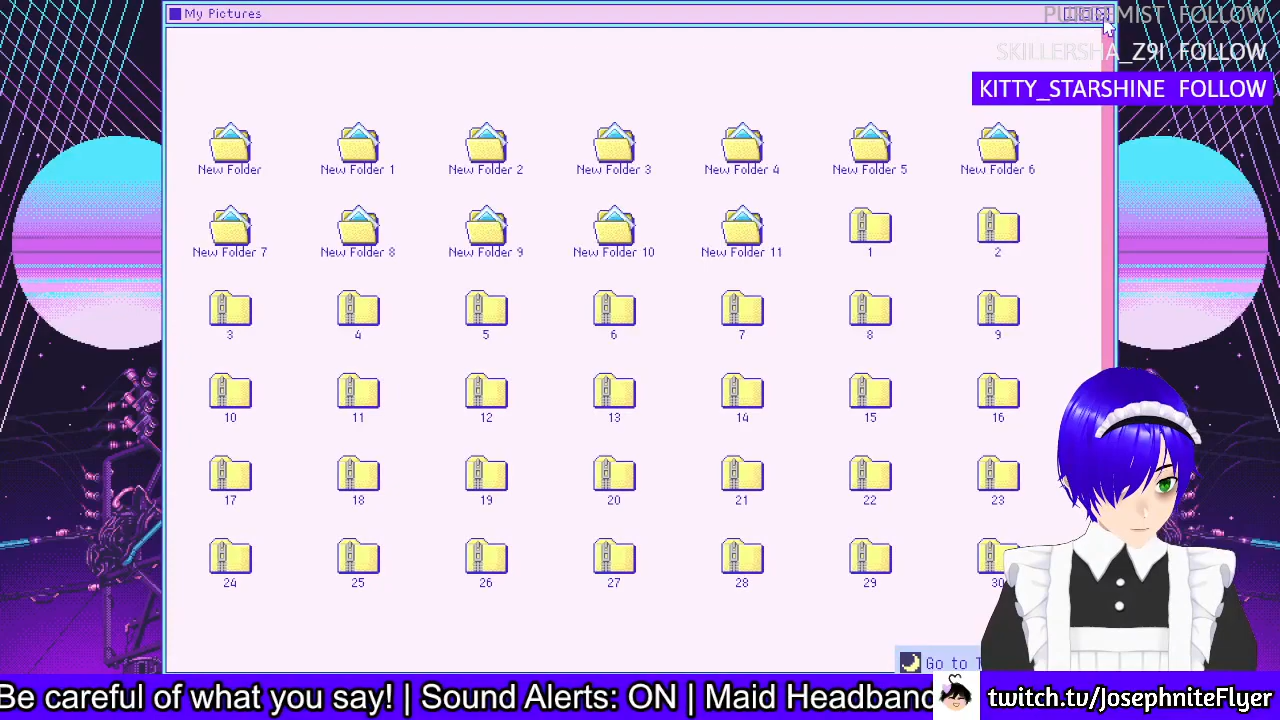 My Pictures
FOLLOW
SKILLERSHA_Z9I FOLLOW
KITTY_STARSHINE FOLLOW
New Folder New Folder 1 New Folder 2 New Folder 3 New Folder 4 New Folder 5 New Folder 6
New Folder 7 New Folder 8 New Folder 9 New Folder 10 New Folder 11 1 2
3 4 5 6 7 8 9
10 11 12 13 14 15 16
17 18 19 20 21 22 23
24 25 26 27 28 29 30
Go to
Be careful of what you say! | Sound Alerts: ON | Maid Headband
twitch.tv/JosephniteFlyer